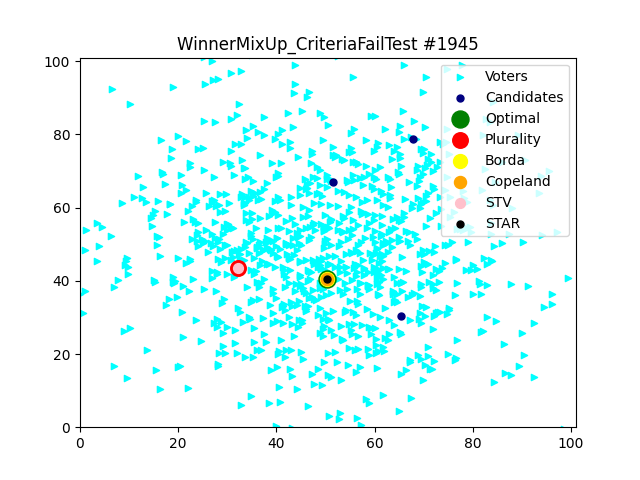 WinnerMixUp_CriteriaFailTest #1945
100
80
60
40
20
0
0
20
40
60
80
100
Voters
Candidates
Optimal
Plurality
Borda
Copeland
STV
STAR